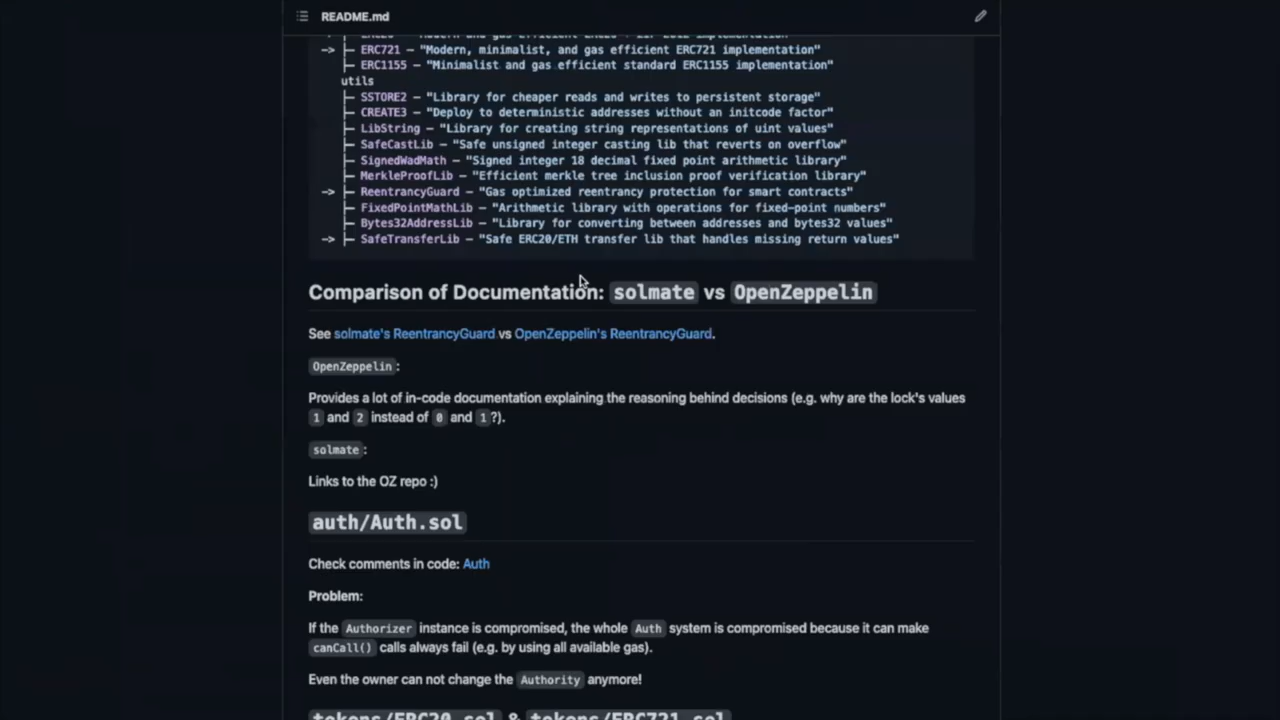 README.md
-> ├─ ERC721 — "Modern, minimalist, and gas efficient ERC721 implementation"
├─ ERC1155 — "Minimalist and gas efficient standard ERC1155 implementation"
utils
├─ SSTORE2 — "Library for cheaper reads and writes to persistent storage"
├─ CREATE3 — "Deploy to deterministic addresses without an initcode factor"
├─ LibString — "Library for creating string representations of uint values"
├─ SafeCastLib — "Safe unsigned integer casting lib that reverts on overflow"
├─ SignedWadMath — "Signed integer 18 decimal fixed point arithmetic library"
├─ MerkleProofLib — "Efficient merkle tree inclusion proof verification library"
-> ├─ ReentrancyGuard — "Gas optimized reentrancy protection for smart contracts"
├─ FixedPointMathLib — "Arithmetic library with operations for fixed-point numbers"
├─ Bytes32AddressLib — "Library for converting between addresses and bytes32 values"
-> ├─ SafeTransferLib — "Safe ERC20/ETH transfer lib that handles missing return values"
Comparison of Documentation: solmate vs OpenZeppelin
See solmate's ReentrancyGuard vs OpenZeppelin's ReentrancyGuard.
OpenZeppelin:
Provides a lot of in-code documentation explaining the reasoning behind decisions (e.g. why are the lock's values
1 and 2 instead of 0 and 1?).
solmate:
Links to the OZ repo :)
auth/Auth.sol
Check comments in code: Auth
Problem:
If the Authorizer instance is compromised, the whole Auth system is compromised because it can make
canCall() calls always fail (e.g. by using all available gas).
Even the owner can not change the Authority anymore!
tokens/ERC20.sol & tokens/ERC721.sol